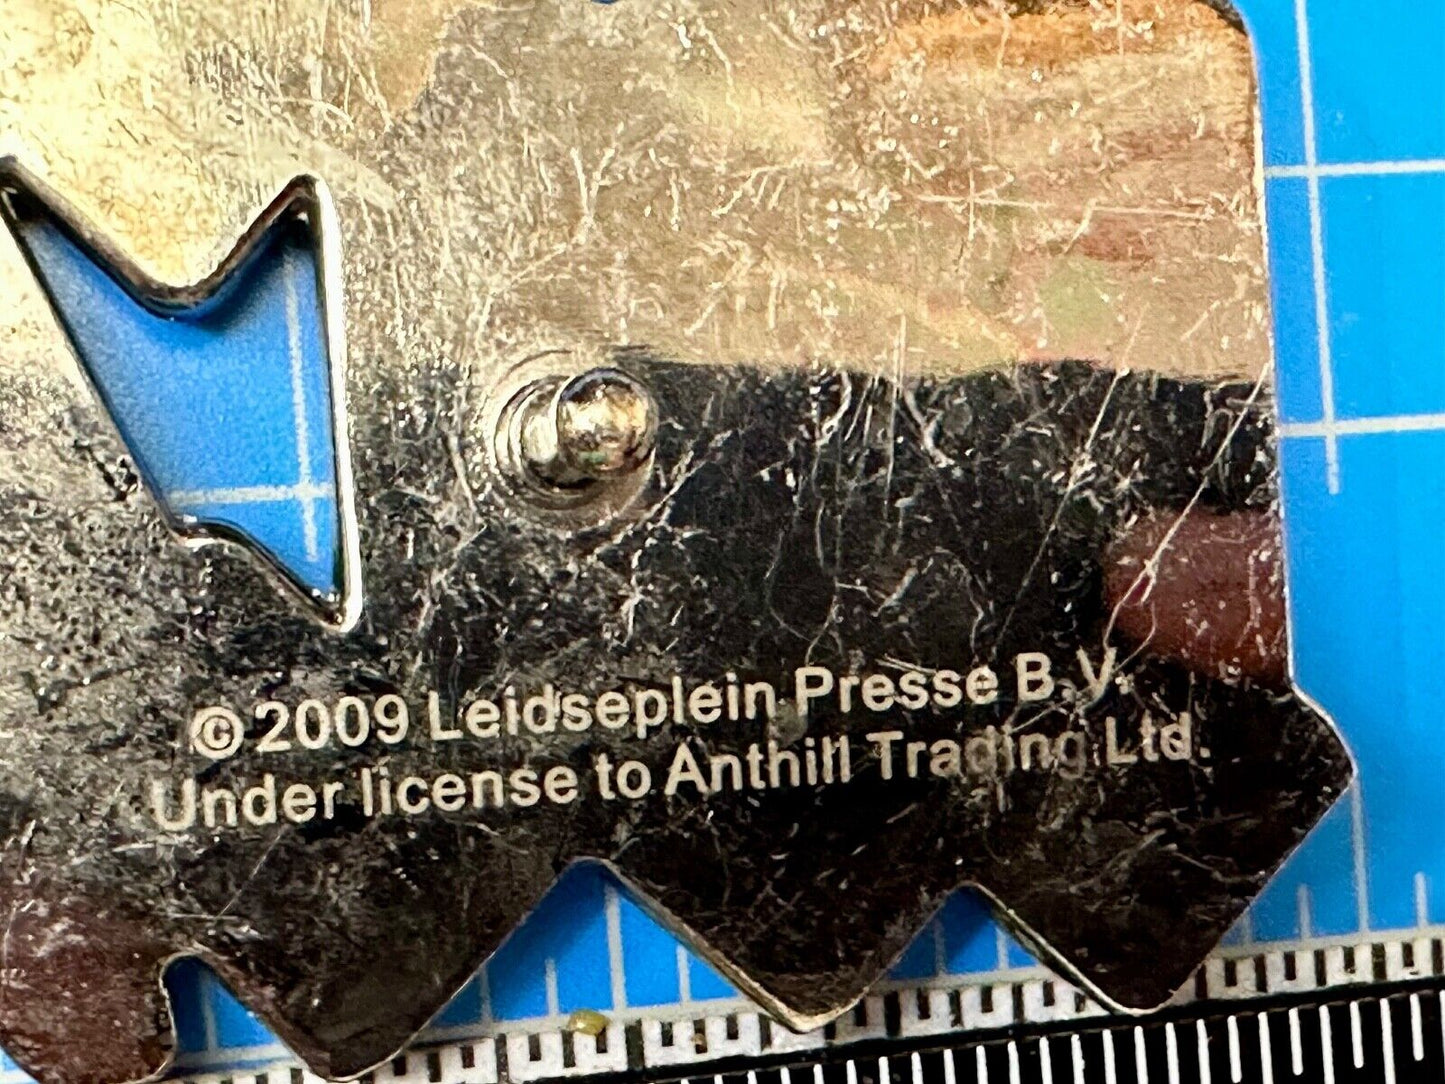 © 2009 Leidseplein Presse B.V.
Under license to Anthill Trading Ltd.